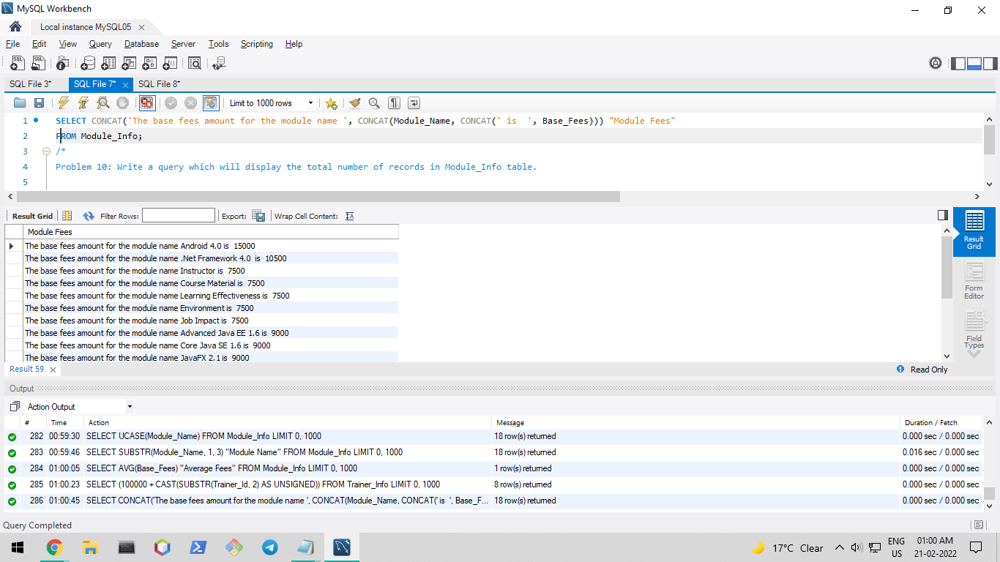 MySQL Workbench
Local instance MySQL05
File Edit View Query Database Server Tools Scripting Help
SQL File 3* SQL File 7* SQL File 8*
Limit to 1000 rows
1 SELECT CONCAT('The base fees amount for the module name ', CONCAT(Module_Name, CONCAT(' is  ', Base_Fees))) "Module Fees"
2 FROM Module_Info;
3 /*
4 Problem 10: Write a query which will display the total number of records in Module_Info table.
5
Result Grid Filter Rows: Export: Wrap Cell Content:
Module Fees
The base fees amount for the module name Android 4.0 is  15000
The base fees amount for the module name .Net Framework 4.0  is  10500
The base fees amount for the module name Instructor is  7500
The base fees amount for the module name Course Material is  7500
The base fees amount for the module name Learning Effectiveness is  7500
The base fees amount for the module name Environment is  7500
The base fees amount for the module name Job Impact is  7500
The base fees amount for the module name Advanced Java EE 1.6 is  9000
The base fees amount for the module name Core Java SE 1.6 is  9000
The base fees amount for the module name JavaFX 2.1 is  9000
Result Grid
Form Editor
Field Types
Result 59
Read Only
Output
Action Output
# Time Action Message Duration / Fetch
282 00:59:30 SELECT UCASE(Module_Name) FROM Module_Info LIMIT 0, 1000 18 row(s) returned 0.000 sec / 0.000 sec
283 00:59:46 SELECT SUBSTR(Module_Name, 1, 3) "Module Name" FROM Module_Info LIMIT 0, 1000 18 row(s) returned 0.016 sec / 0.000 sec
284 01:00:05 SELECT AVG(Base_Fees) "Average Fees" FROM Module_Info LIMIT 0, 1000 1 row(s) returned 0.000 sec / 0.000 sec
285 01:00:23 SELECT (100000 + CAST(SUBSTR(Trainer_Id, 2) AS UNSIGNED)) FROM Trainer_Info LIMIT 0, 1000 8 row(s) returned 0.000 sec / 0.000 sec
286 01:00:45 SELECT CONCAT('The base fees amount for the module name ', CONCAT(Module_Name, CONCAT(' is  ', Base_F... 18 row(s) returned 0.000 sec / 0.000 sec
Query Completed
17°C Clear
ENG
US
01:00 AM
21-02-2022